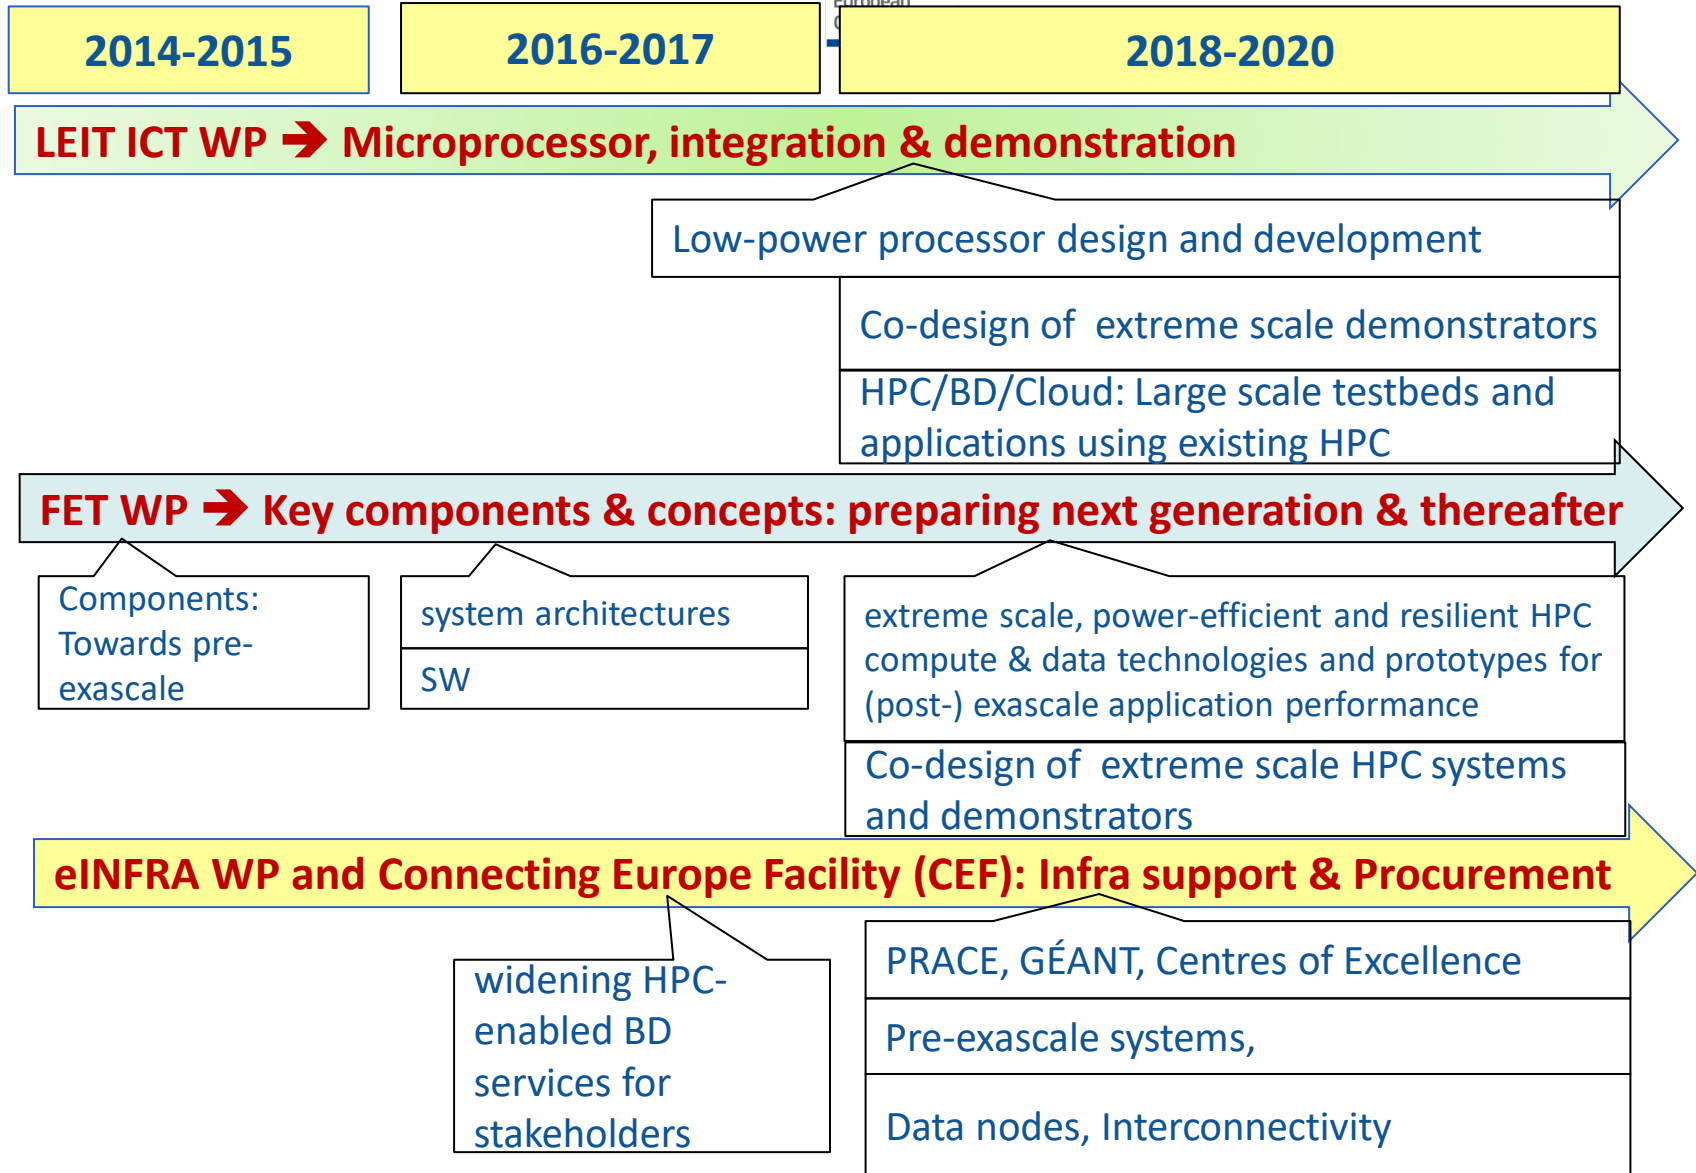 European
2014-2015
2016-2017
2018-2020
LEIT ICT WP ➔ Microprocessor, integration & demonstration
Low-power processor design and development
Co-design of extreme scale demonstrators
HPC/BD/Cloud: Large scale testbeds and
applications using existing HPC
FET WP ➔ Key components & concepts: preparing next generation & thereafter
Components:
Towards pre-
exascale
system architectures
SW
extreme scale, power-efficient and resilient HPC
compute & data technologies and prototypes for
(post-) exascale application performance
Co-design of extreme scale HPC systems
and demonstrators
eINFRA WP and Connecting Europe Facility (CEF): Infra support & Procurement
widening HPC-
enabled BD
services for
stakeholders
PRACE, GÉANT, Centres of Excellence
Pre-exascale systems,
Data nodes, Interconnectivity